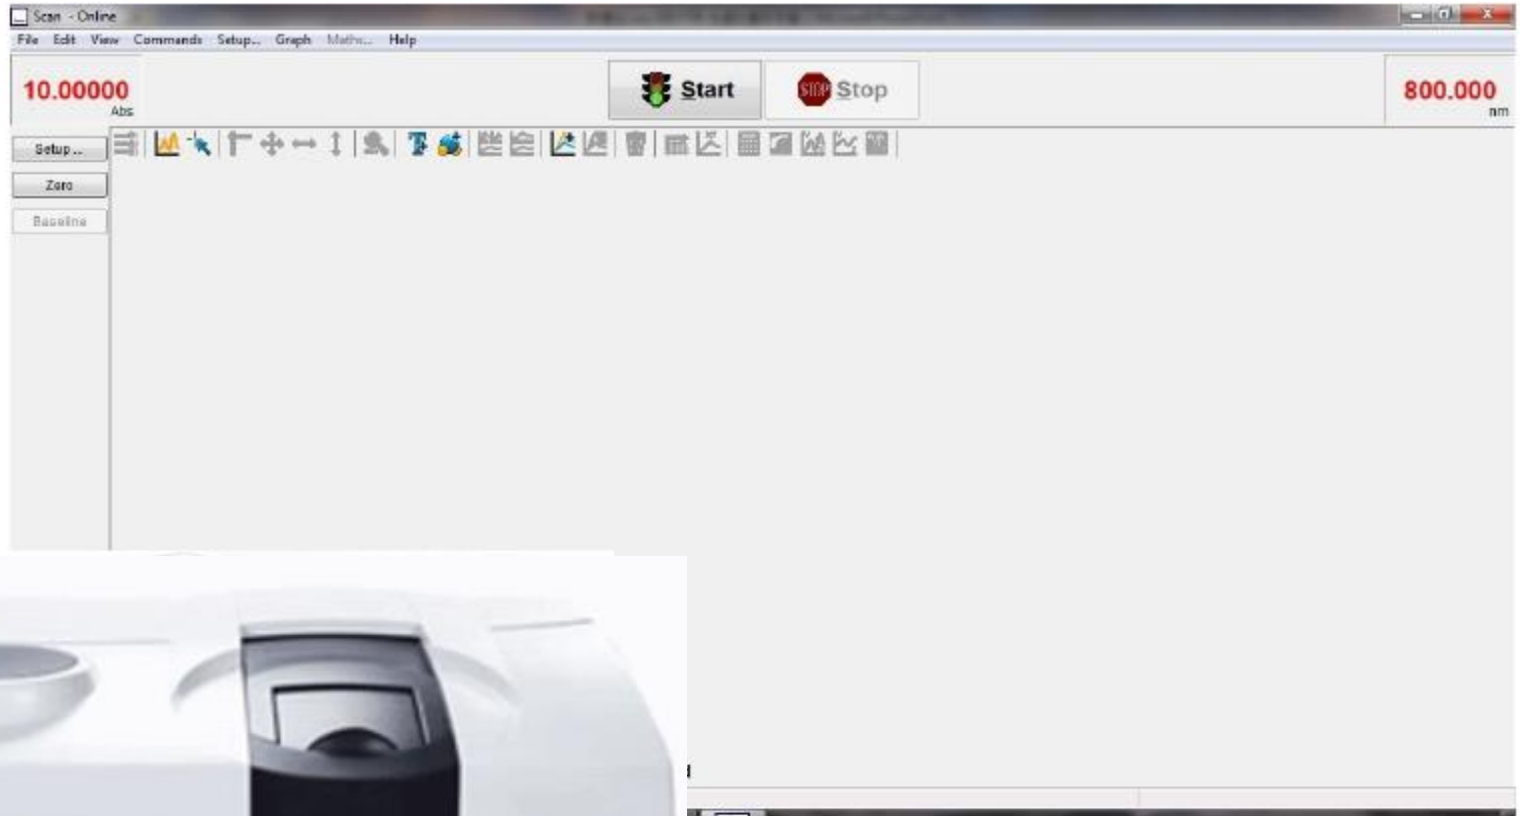 Scan - Online
File Edit View Commands Setup... Graph Maths... Help
10.00000
Abs
Start
STOP Stop
800.000
nm
Setup...
Zero
Baseline